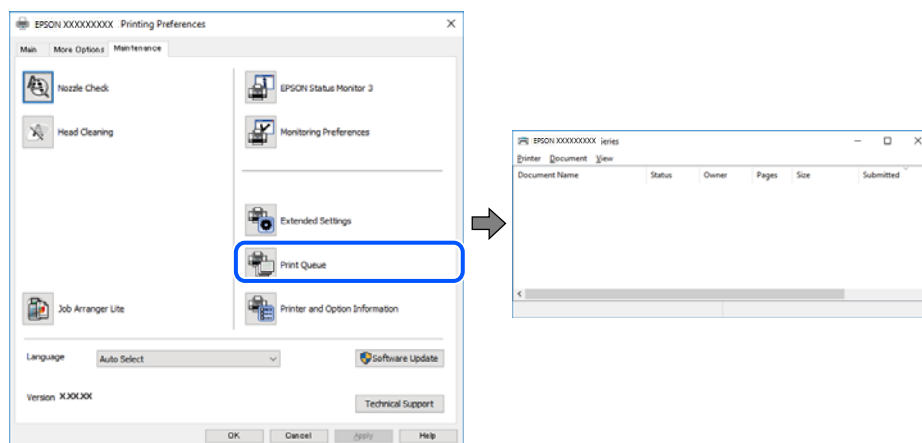 EPSON XXXXXXXXX Printing Preferences
Main More Options Maintenance
Nozzle Check
EPSON Status Monitor 3
Head Cleaning
Monitoring Preferences
Extended Settings
Print Queue
Job Arranger Lite
Printer and Option Information
Language Auto Select
Software Update
Version X.XX.XX
Technical Support
OK Cancel Apply Help
EPSON XXXXXXXXX ieries
Printer Document View
Document Name Status Owner Pages Size Submitted